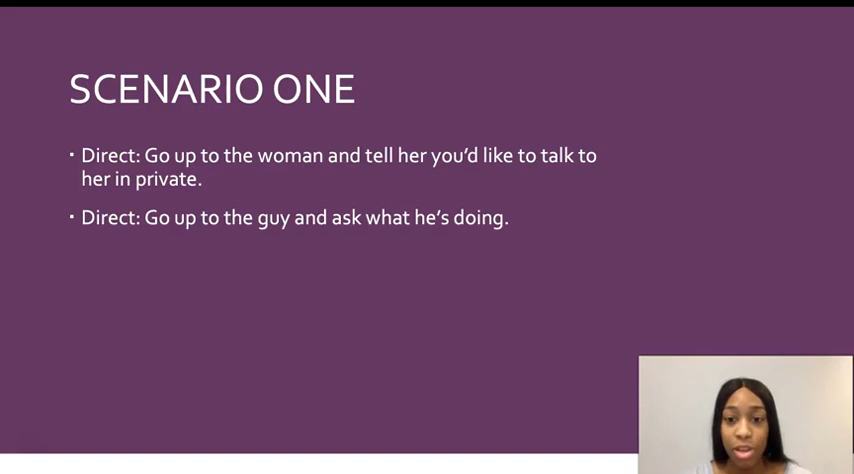 SCENARIO ONE
▪ Direct: Go up to the woman and tell her you’d like to talk to
her in private.
▪ Direct: Go up to the guy and ask what he’s doing.